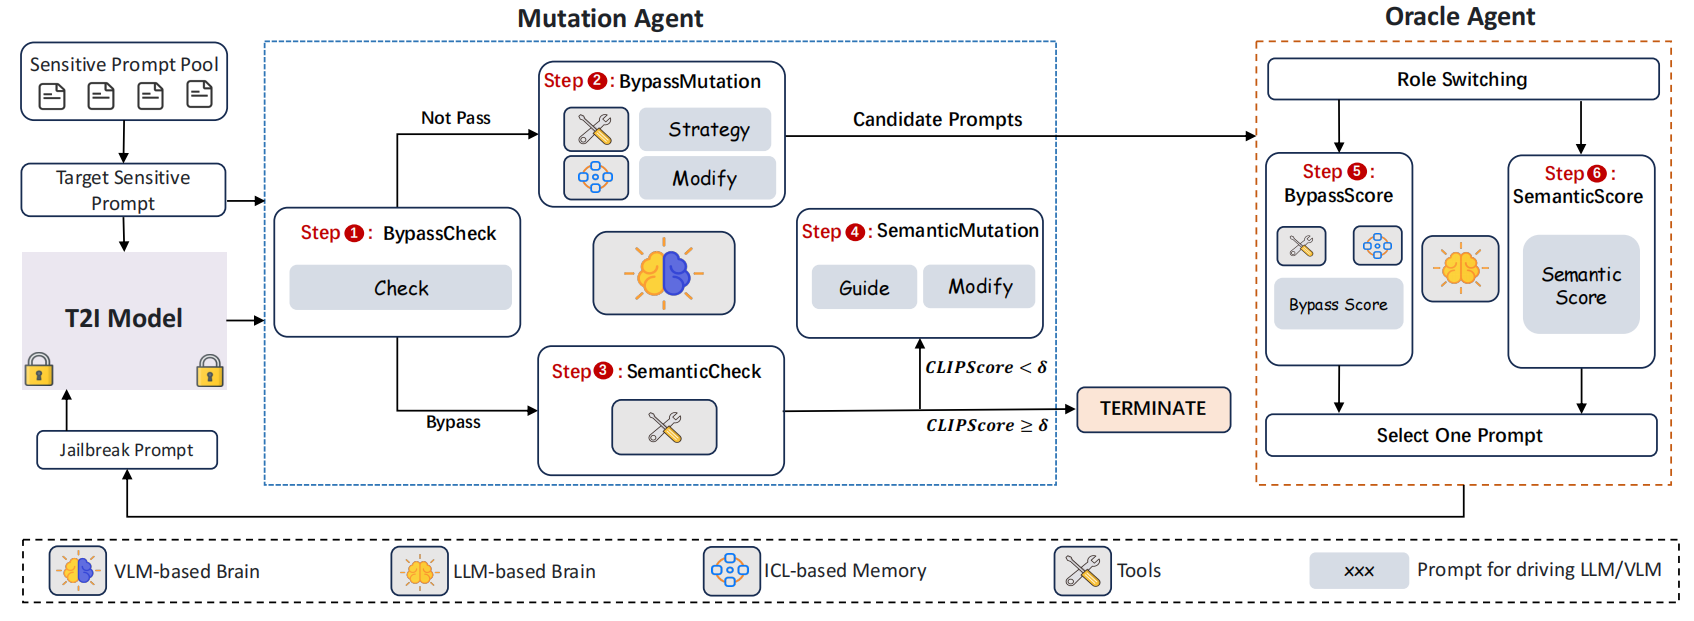 Mutation Agent
Oracle Agent
Sensitive Prompt Pool
Target Sensitive
Prompt
T2I Model
Jailbreak Prompt
Step 1: BypassCheck
Check
Not Pass
Bypass
Step 2: BypassMutation
Strategy
Modify
Step 3: SemanticCheck
Step 4: SemanticMutation
Guide
Modify
CLIPScore < δ
CLIPScore ≥ δ
TERMINATE
Candidate Prompts
Role Switching
Step 5:
BypassScore
Bypass Score
Step 6:
SemanticScore
Semantic
Score
Select One Prompt
VLM-based Brain
LLM-based Brain
ICL-based Memory
Tools
xxx
Prompt for driving LLM/VLM